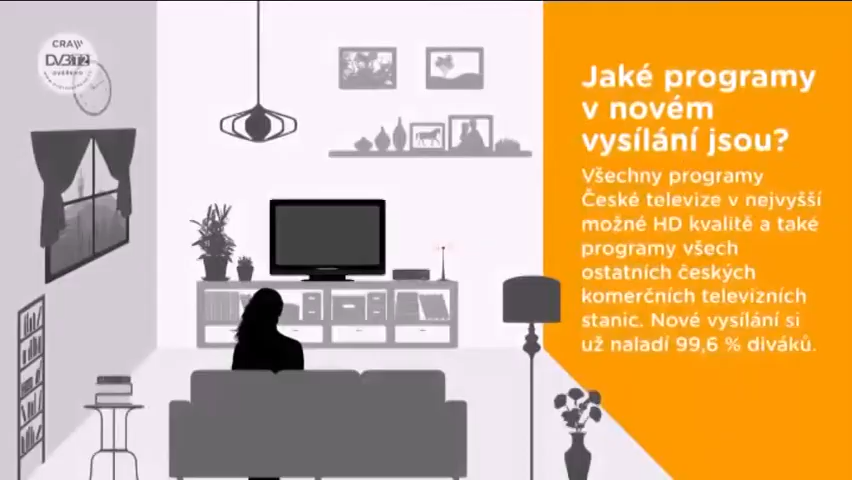 CRA
DVB T2
OVĚŘENO
Jaké programy
v novém
vysílání jsou?
Všechny programy
České televize v nejvyšší
možné HD kvalitě a také
programy všech
ostatních českých
komerčních televizních
stanic. Nové vysílání si
už naladí 99,6 % diváků.